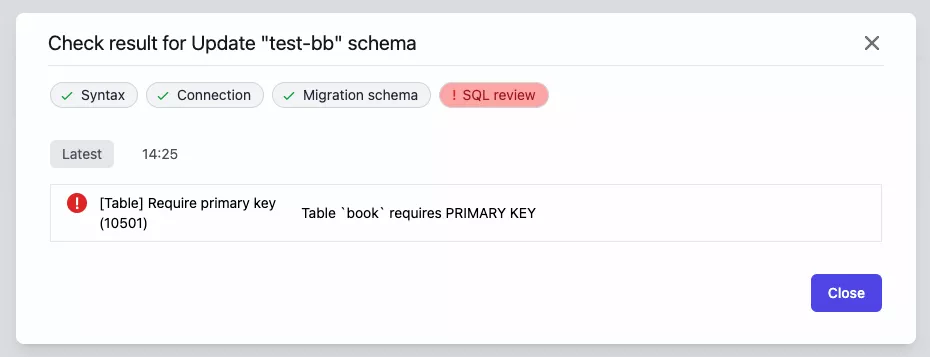 Check result for Update "test-bb" schema
Syntax
Connection
Migration schema
! SQL review
Latest
14:25
[Table] Require primary key
(10501)
Table `book` requires PRIMARY KEY
Close